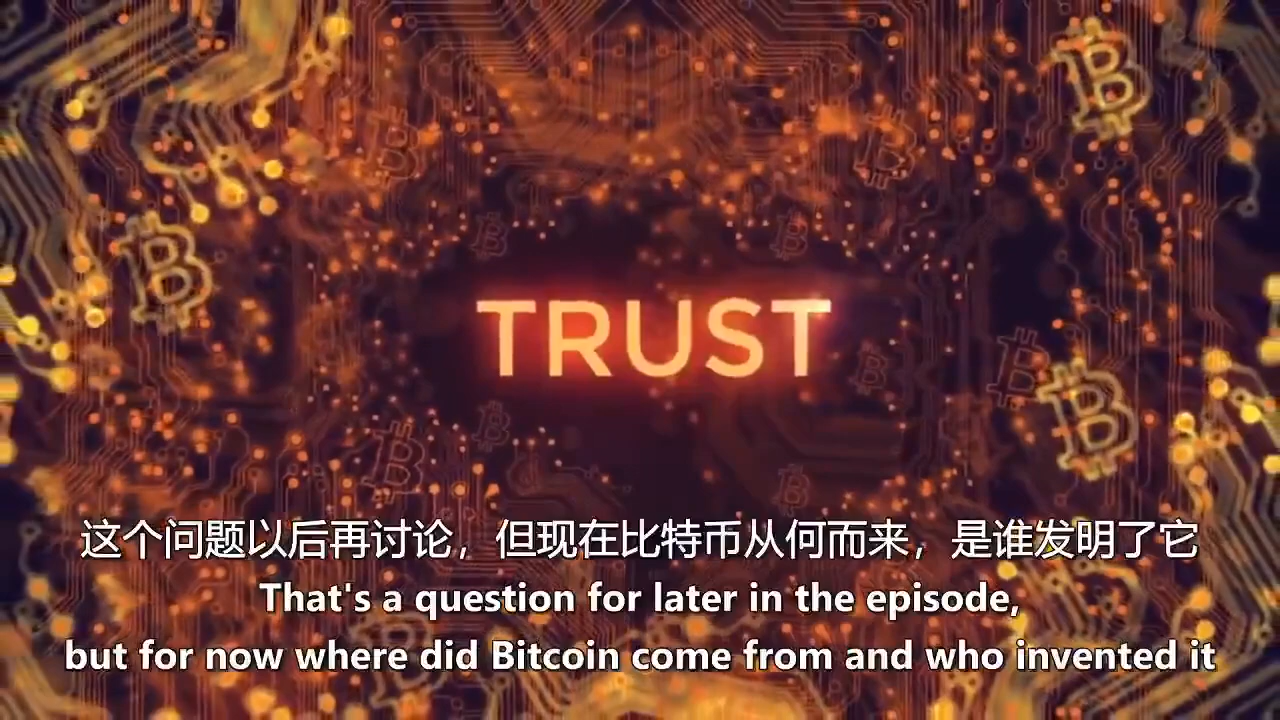 TRUST
这个问题以后再讨论，但现在比特币从何而来，是谁发明了它
That's a question for later in the episode,
but for now where did Bitcoin come from and who invented it